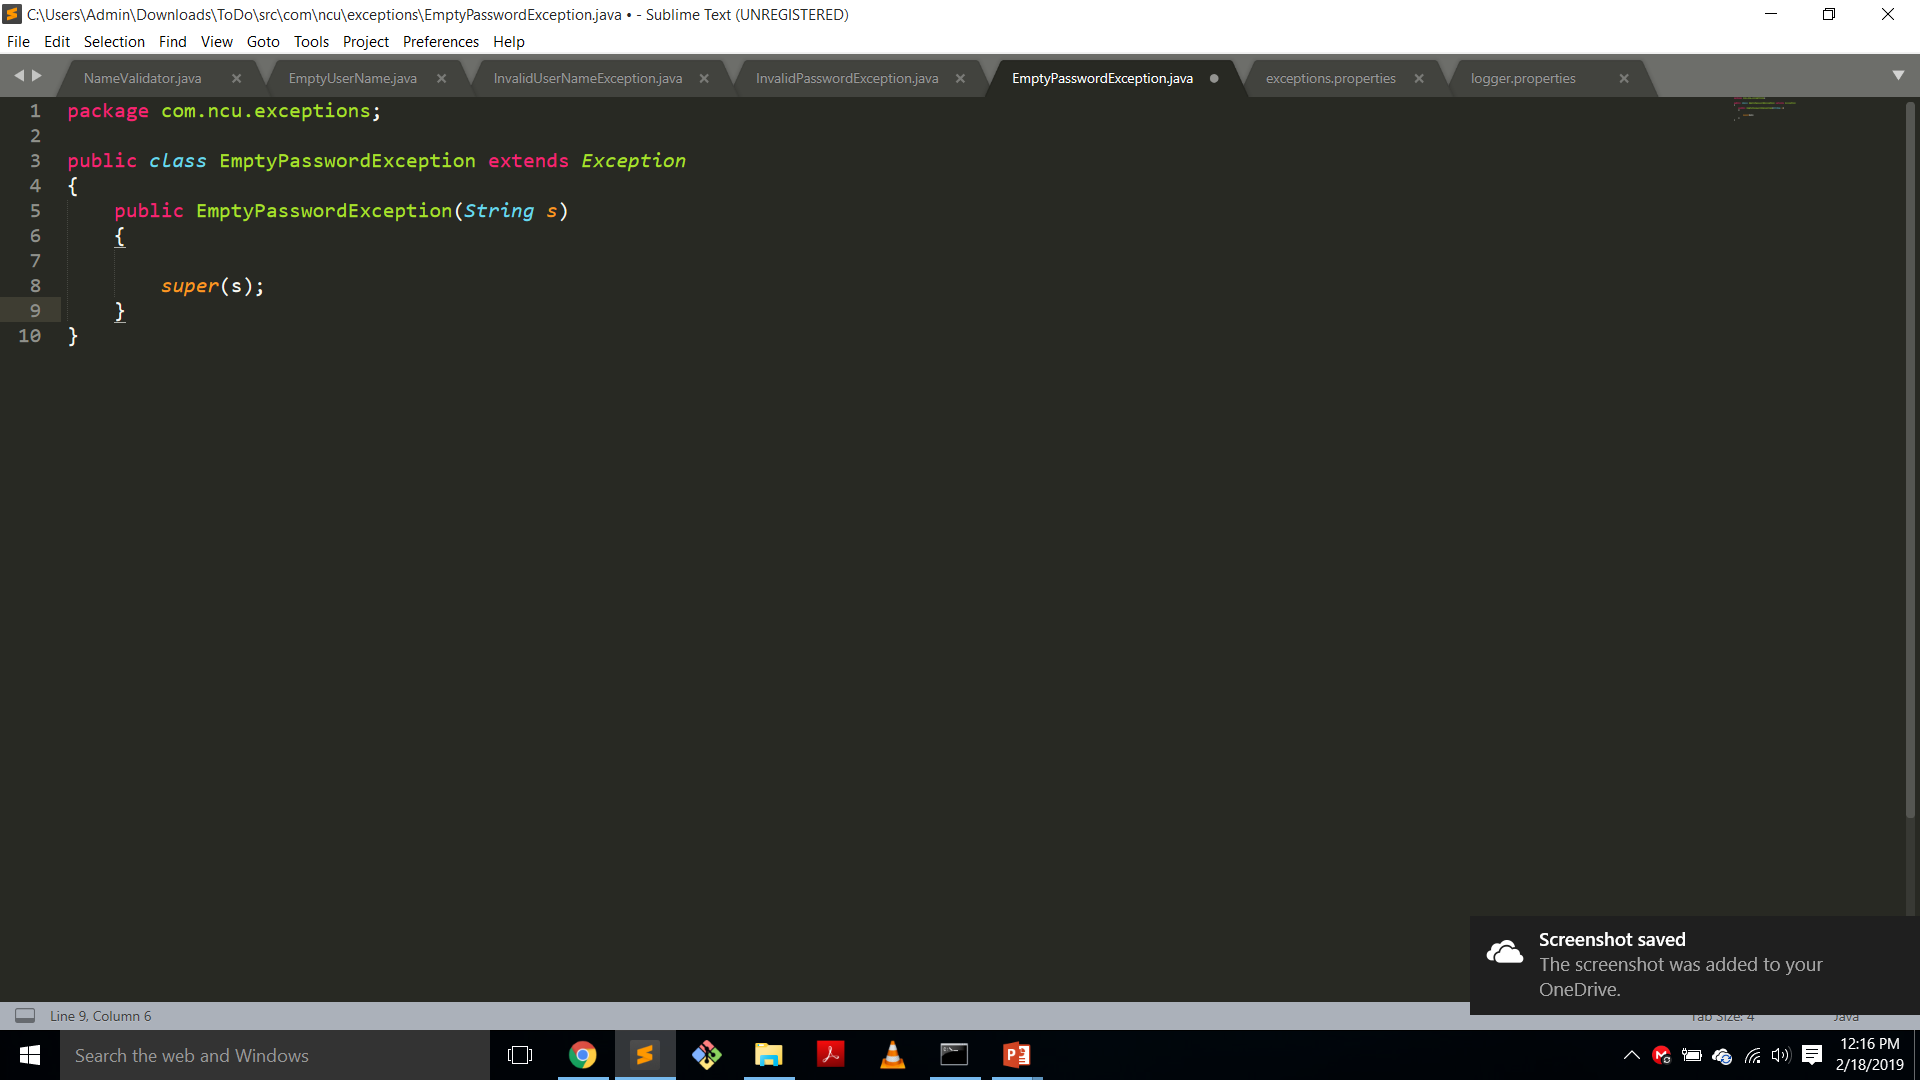 C:\Users\Admin\Downloads\ToDo\src\com\ncu\exceptions\EmptyPasswordException.java • - Sublime Text (UNREGISTERED)
File Edit Selection Find View Goto Tools Project Preferences Help
NameValidator.java EmptyUserName.java InvalidUserNameException.java InvalidPasswordException.java EmptyPasswordException.java exceptions.properties logger.properties
1 package com.ncu.exceptions;
2
3 public class EmptyPasswordException extends Exception
4 {
5 public EmptyPasswordException(String s)
6 {
7
8 super(s);
9 }
10 }
Screenshot saved
The screenshot was added to your
OneDrive.
Line 9, Column 6 Tab Size: 4 Java
Search the web and Windows
12:16 PM
2/18/2019